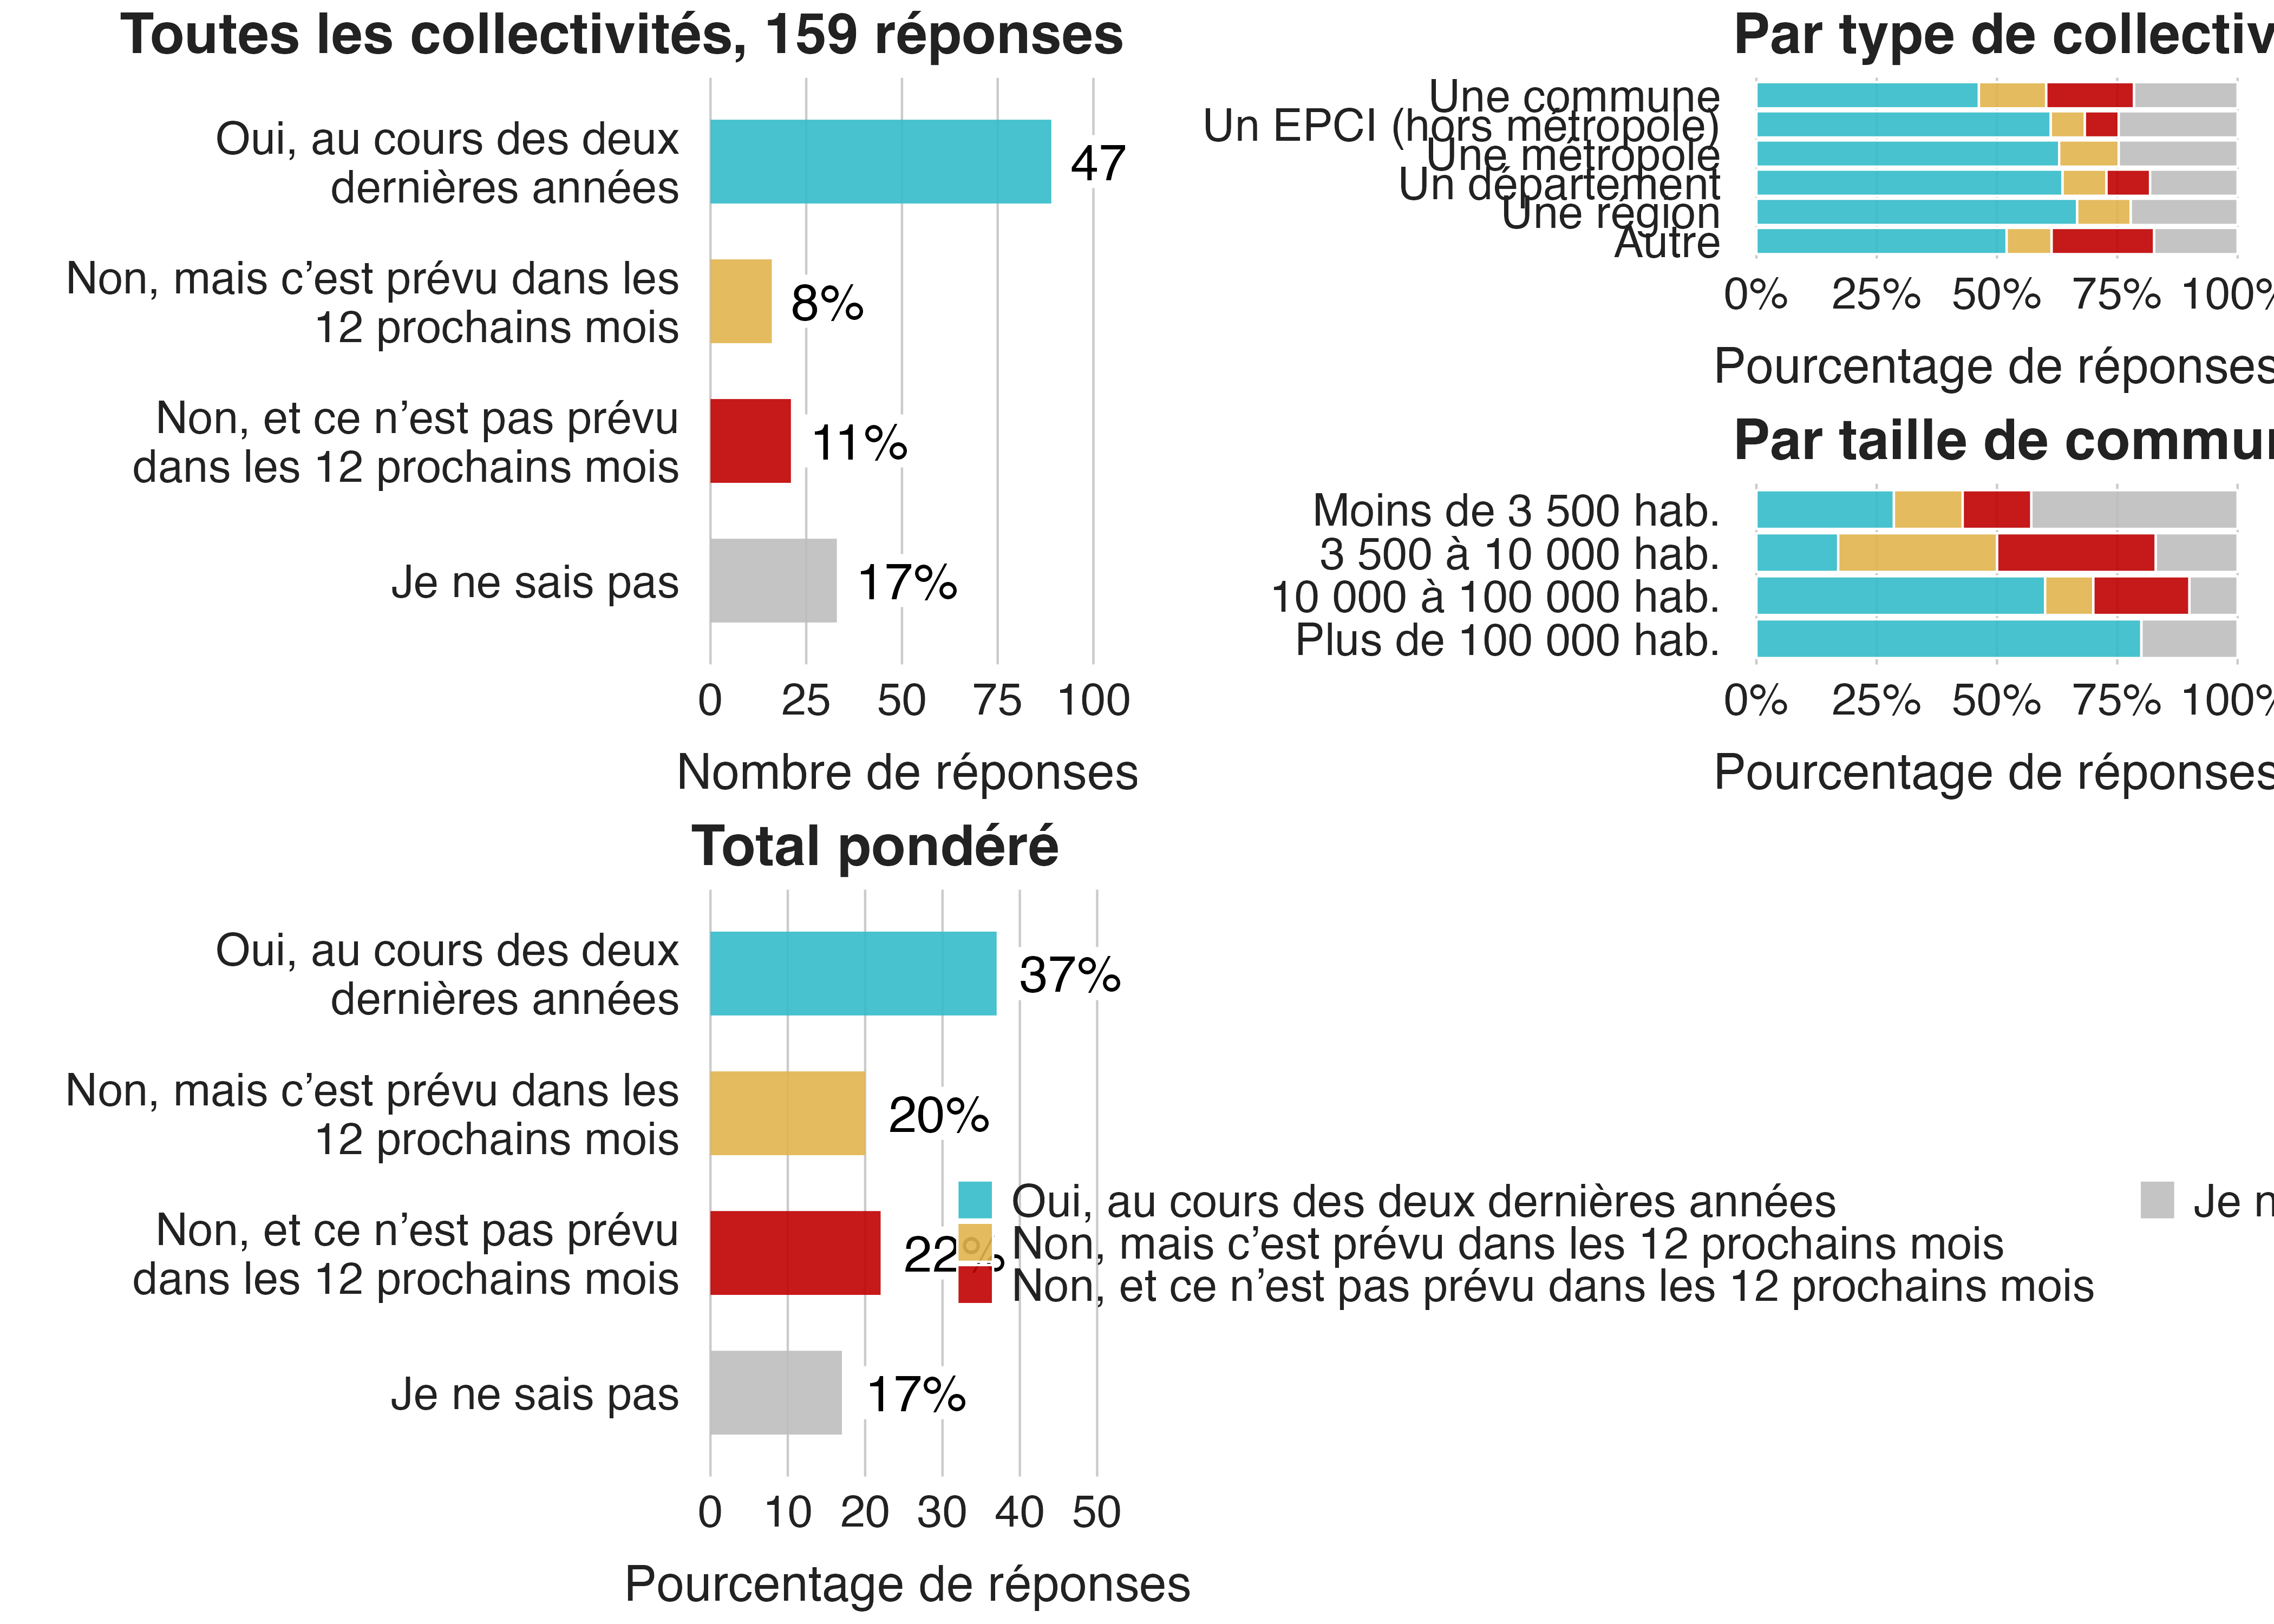 Toutes les collectivités, 159 réponses
Oui, au cours des deux
dernières années
47
Non, mais c’est prévu dans les
12 prochains mois
8%
Non, et ce n’est pas prévu
dans les 12 prochains mois
11%
Je ne sais pas
17%
0 25 50 75 100
Nombre de réponses
Par type de collectiv
Une commune
Un EPCI (hors métropole)
Une métropole
Un département
Une région
Autre
0% 25% 50% 75% 100%
Pourcentage de réponses
Par taille de commun
Moins de 3 500 hab.
3 500 à 10 000 hab.
10 000 à 100 000 hab.
Plus de 100 000 hab.
0% 25% 50% 75% 100%
Pourcentage de réponses
Total pondéré
Oui, au cours des deux
dernières années
37%
Non, mais c’est prévu dans les
12 prochains mois
20%
Non, et ce n’est pas prévu
dans les 12 prochains mois
22%
Je ne sais pas
17%
0 10 20 30 40 50
Pourcentage de réponses
Oui, au cours des deux dernières années
Non, mais c’est prévu dans les 12 prochains mois
Non, et ce n’est pas prévu dans les 12 prochains mois
Je n